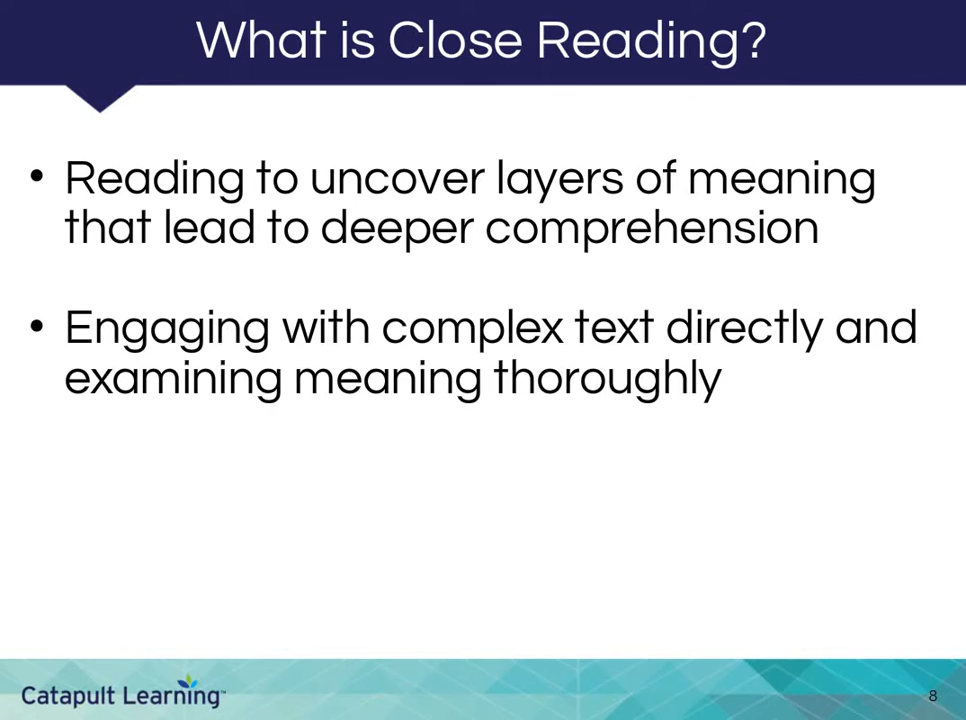 What is Close Reading?
• Reading to uncover layers of meaning
that lead to deeper comprehension
• Engaging with complex text directly and
examining meaning thoroughly
Catapult Learning™
8